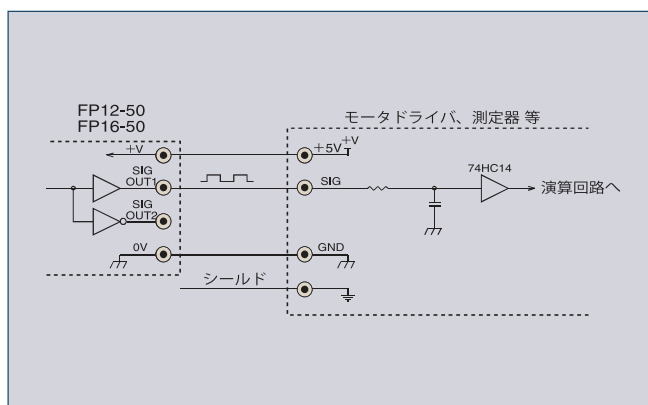 FP12-50
FP16-50
モータドライバ、測定器 等
+V
+5V
+V
SIG
OUT1
SIG
74HC14
演算回路へ
SIG
OUT2
0V
GND
シールド